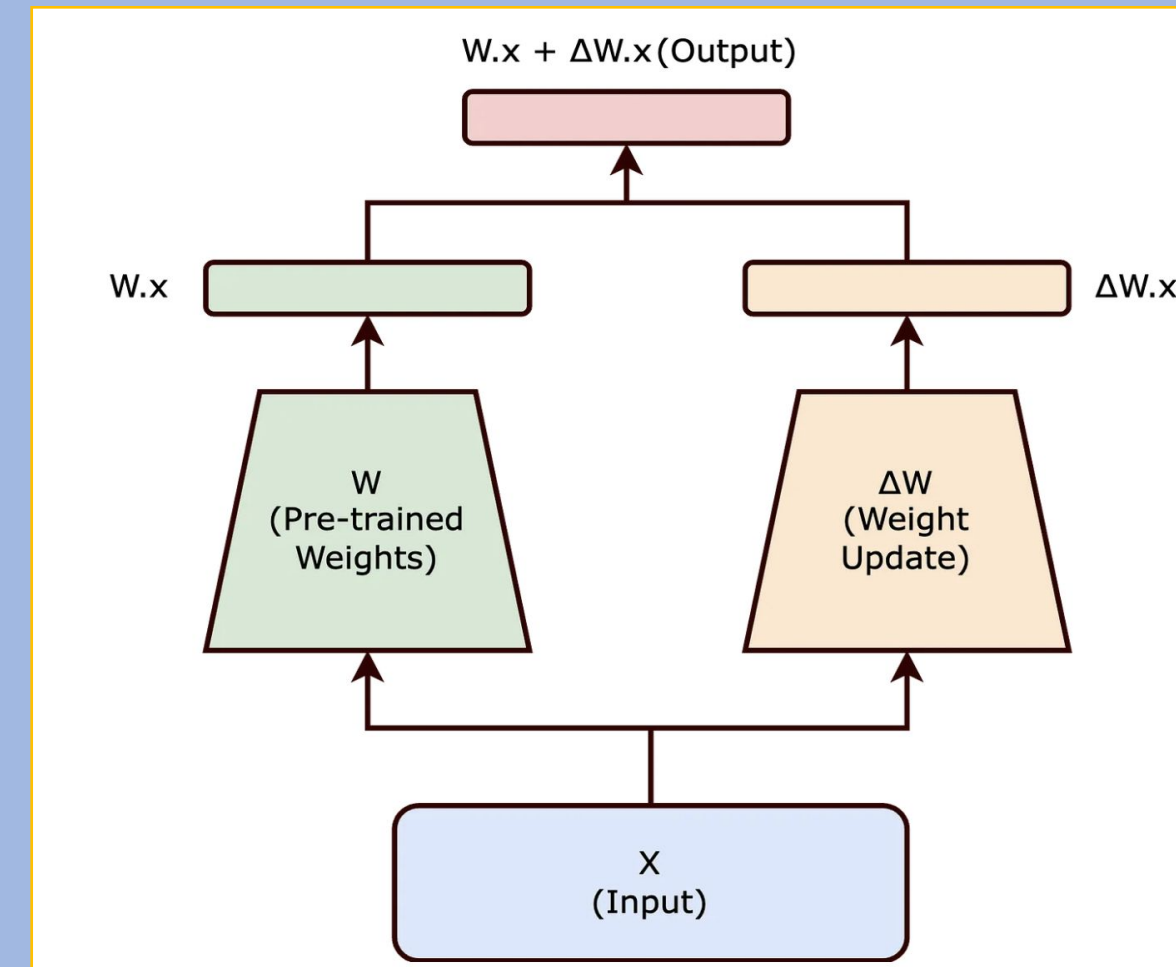 W.x + ΔW.x(Output)
W.x
ΔW.x
W
(Pre-trained
Weights)
ΔW
(Weight
Update)
X
(Input)